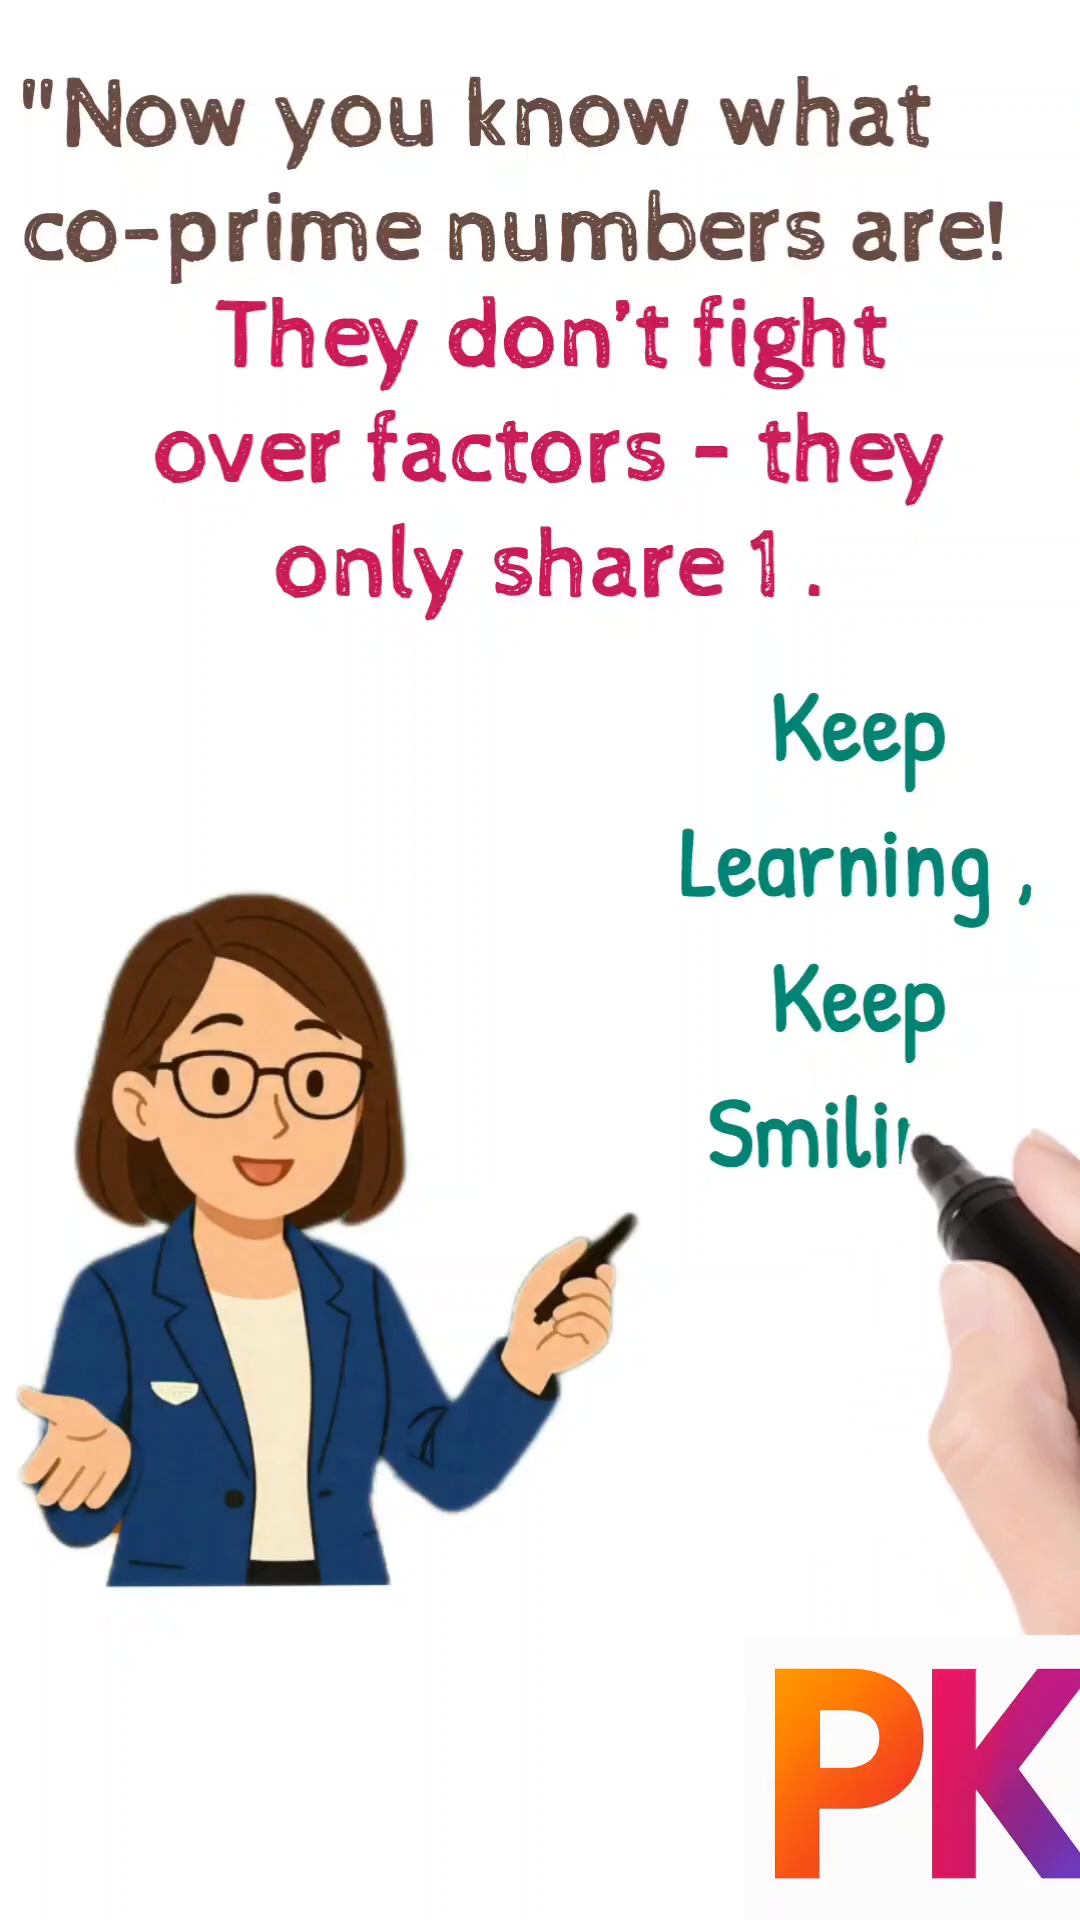 "Now you know what
co-prime numbers are!
They don't fight
over factors - they
only share 1 .
Keep
Learning ,
Keep
Smilin
PK